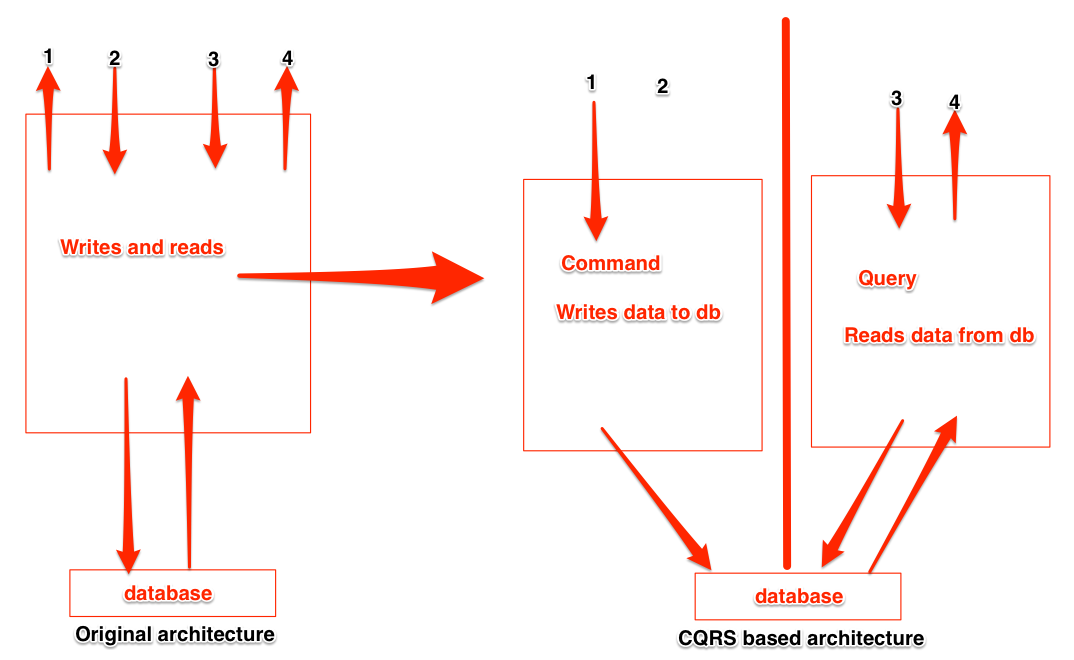 1
2
3
4
Writes and reads
database
Original architecture
1
2
Command
Writes data to db
3
4
Query
Reads data from db
database
CQRS based architecture